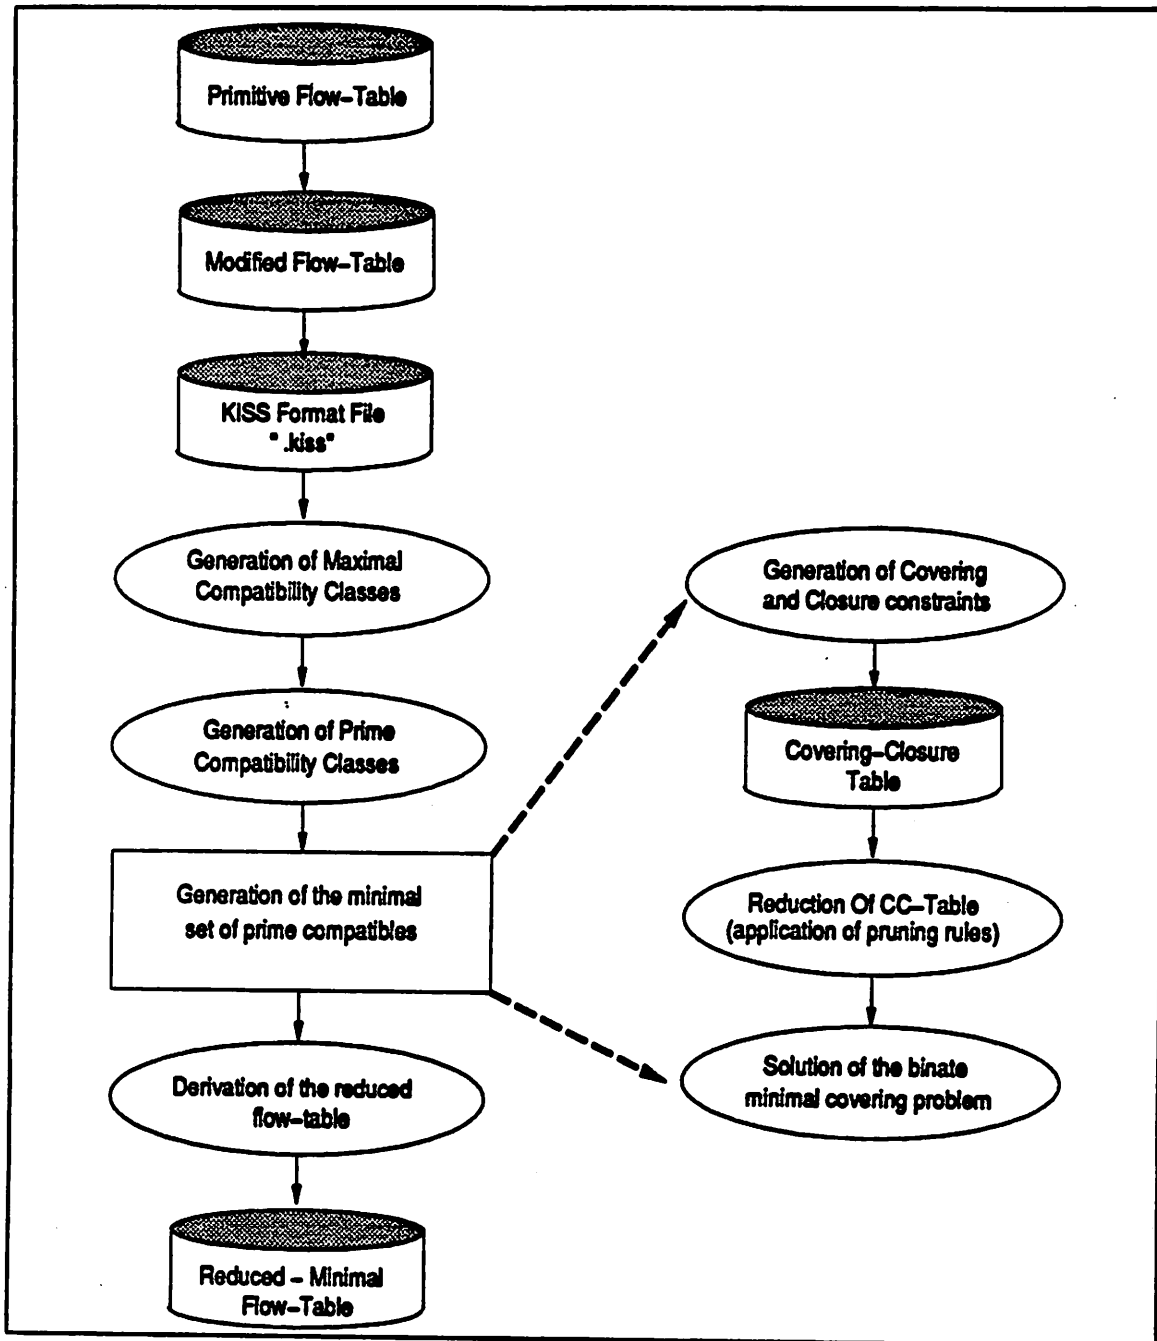 Primitive Flow-Table
Modified Flow-Table
KISS Format File
" .kiss"
Generation of Maximal
Compatibility Classes
Generation of Prime
Compatibility Classes
Generation of the minimal
set of prime compatibles
Derivation of the reduced
flow-table
Reduced - Minimal
Flow-Table
Generation of Covering
and Closure constraints
Covering-Closure
Table
Reduction Of CC-Table
(application of pruning rules)
Solution of the binate
minimal covering problem